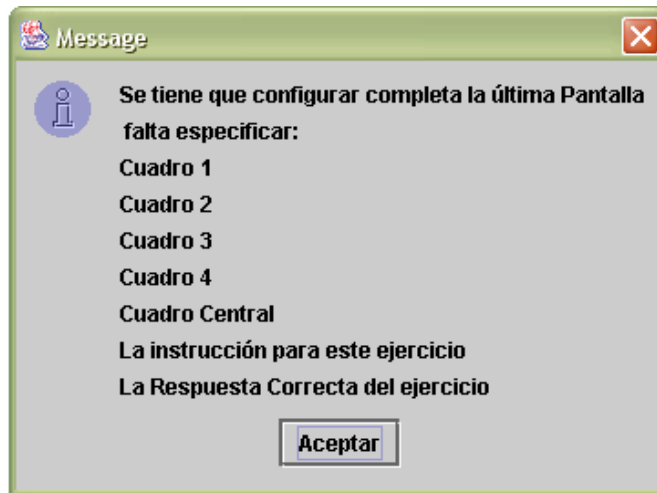 Message
Se tiene que configurar completa la última Pantalla
falta especificar:
Cuadro 1
Cuadro 2
Cuadro 3
Cuadro 4
Cuadro Central
La instrucción para este ejercicio
La Respuesta Correcta del ejercicio
Aceptar